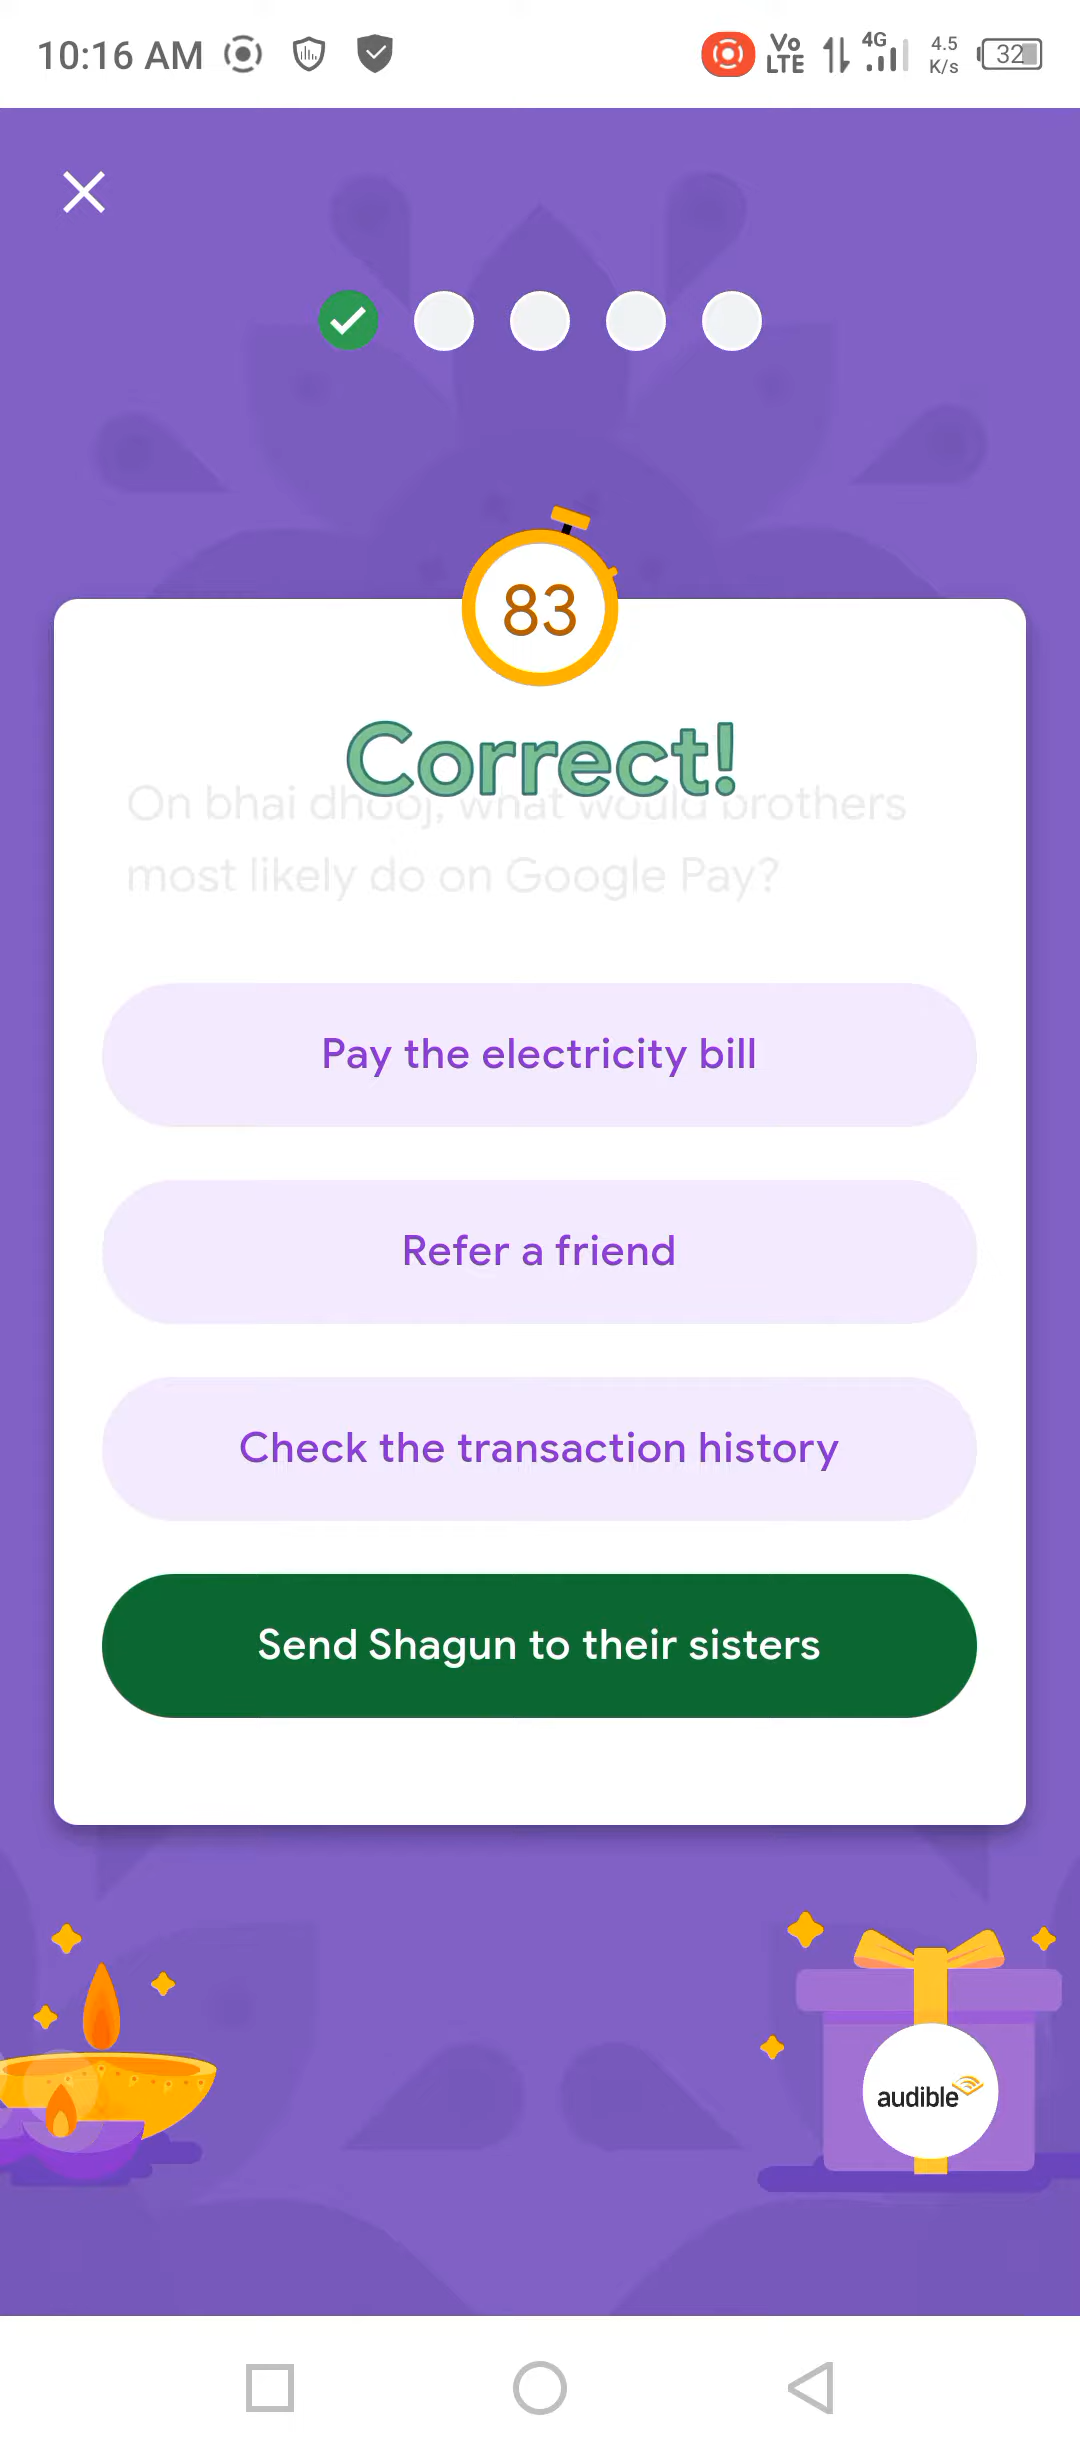 10:16 AM
Vo
LTE
4G
4.5
K/s
32
83
Correct!
On bhai dhooj, what would brothers
most likely do on Google Pay?
Pay the electricity bill
Refer a friend
Check the transaction history
Send Shagun to their sisters
audible